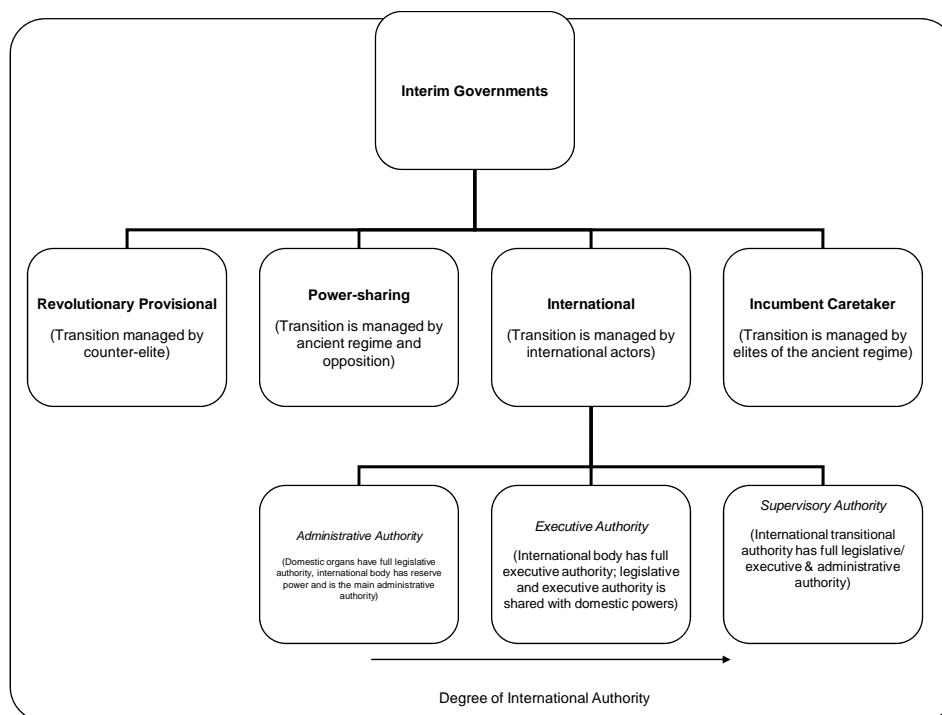 Interim Governments
Revolutionary Provisional
(Transition managed by
counter-elite)
Power-sharing
(Transition is managed by
ancient regime and
opposition)
International
(Transition is managed by
international actors)
Incumbent Caretaker
(Transition is managed by
elites of the ancient regime)
Administrative Authority
(Domestic organs have full legislative
authority, international body has reserve
power and is the main administrative
authority)
Executive Authority
(International body has full
executive authority; legislative
and executive authority is
shared with domestic powers)
Supervisory Authority
(International transitional
authority has full legislative/
executive & administrative
authority)
Degree of International Authority